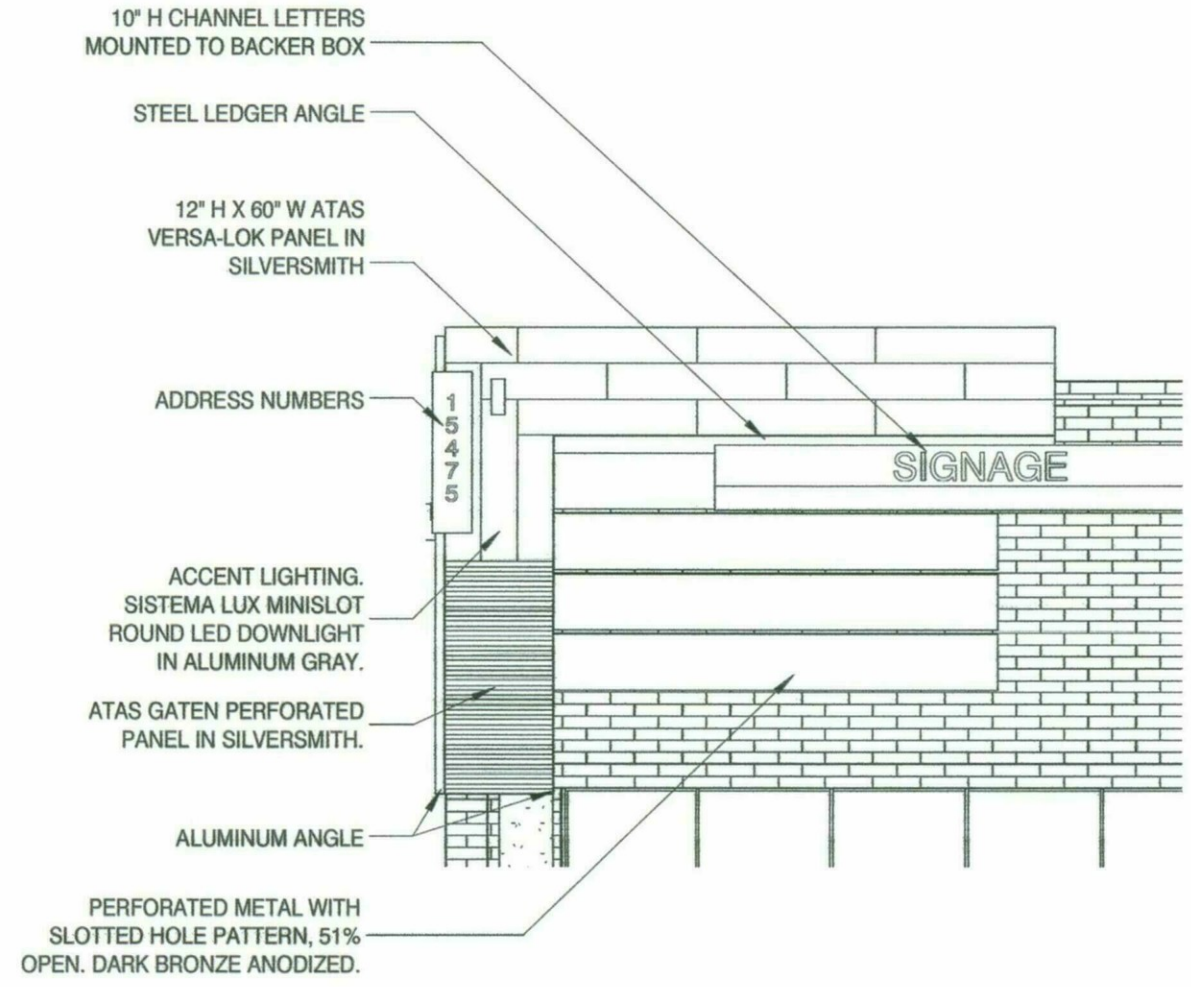 10" H CHANNEL LETTERS
MOUNTED TO BACKER BOX
STEEL LEDGER ANGLE
12" H X 60" W ATAS
VERSA-LOK PANEL IN
SILVERSMITH
ADDRESS NUMBERS
1
5
4
7
5
SIGNAGE
ACCENT LIGHTING.
SISTEMA LUX MINISLOT
ROUND LED DOWNLIGHT
IN ALUMINUM GRAY.
ATAS GATEN PERFORATED
PANEL IN SILVERSMITH.
ALUMINUM ANGLE
PERFORATED METAL WITH
SLOTTED HOLE PATTERN, 51%
OPEN. DARK BRONZE ANODIZED.